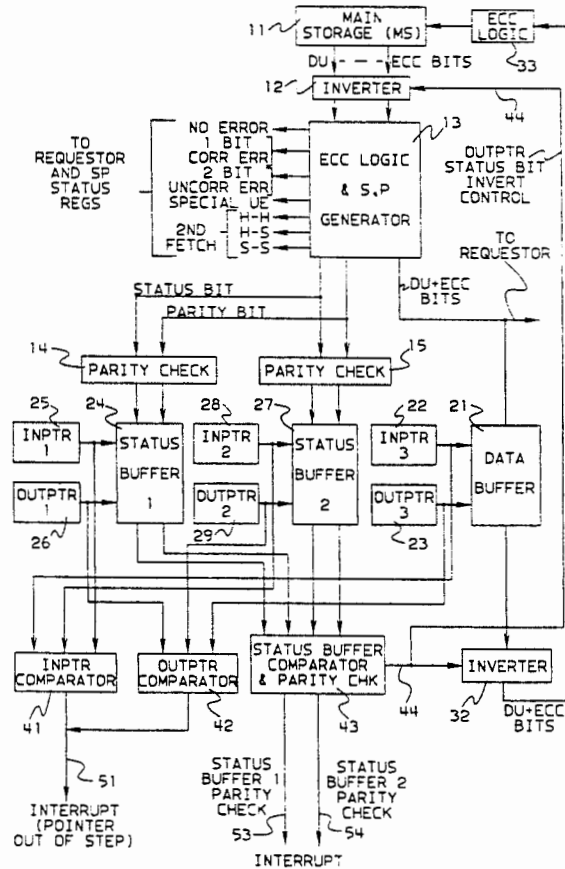 11
MAIN
STORAGE (MS)
ECC
LOGIC
33
DU - - - ECC BITS
12
INVERTER
44
13
NO ERROR
1 BIT
CORR ERR
2 BIT
UNCORR ERR
SPECIAL UE
TO
REQUESTOR
AND SP
STATUS
REGS
2ND
FETCH
H-H
H-S
S-S
ECC LOGIC
& S,P
GENERATOR
OUTPTR
STATUS BIT
INVERT
CONTROL
TO
REQUESTOR
STATUS BIT
PARITY BIT
DU+ECC
BITS
14
PARITY CHECK
15
PARITY CHECK
25
INPTR
1
24
STATUS
BUFFER
1
28
INPTR
2
27
STATUS
BUFFER
2
22
INPTR
3
21
DATA
BUFFER
OUTPTR
1
26
OUTPTR
2
29
OUTPTR
3
23
INPTR
COMPARATOR
41
OUTPTR
COMPARATOR
42
STATUS BUFFER
COMPARATOR
& PARITY CHK
43
44
INVERTER
32
DU+ECC
BITS
51
INTERRUPT
(POINTER
OUT OF STEP)
STATUS
BUFFER 1
PARITY
CHECK
53
STATUS
BUFFER 2
PARITY
CHECK
54
INTERRUPT